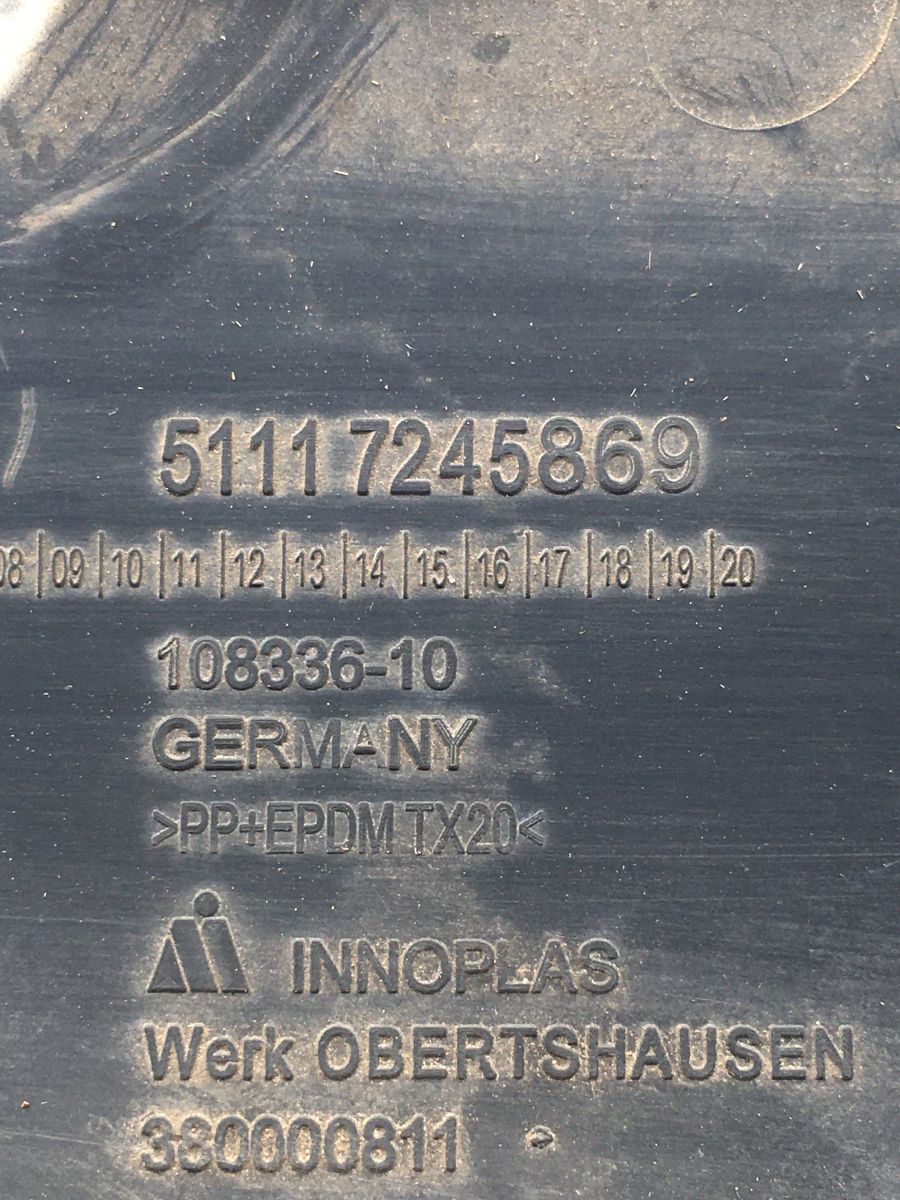 5111 7245869
08 | 09 | 10 | 11 | 12 | 13 | 14 | 15 | 16 | 17 | 18 | 19 | 20
108336-10
GERMANY
>PP+EPDM TX20<
INNOPLAS
Werk OBERTSHAUSEN
380000811